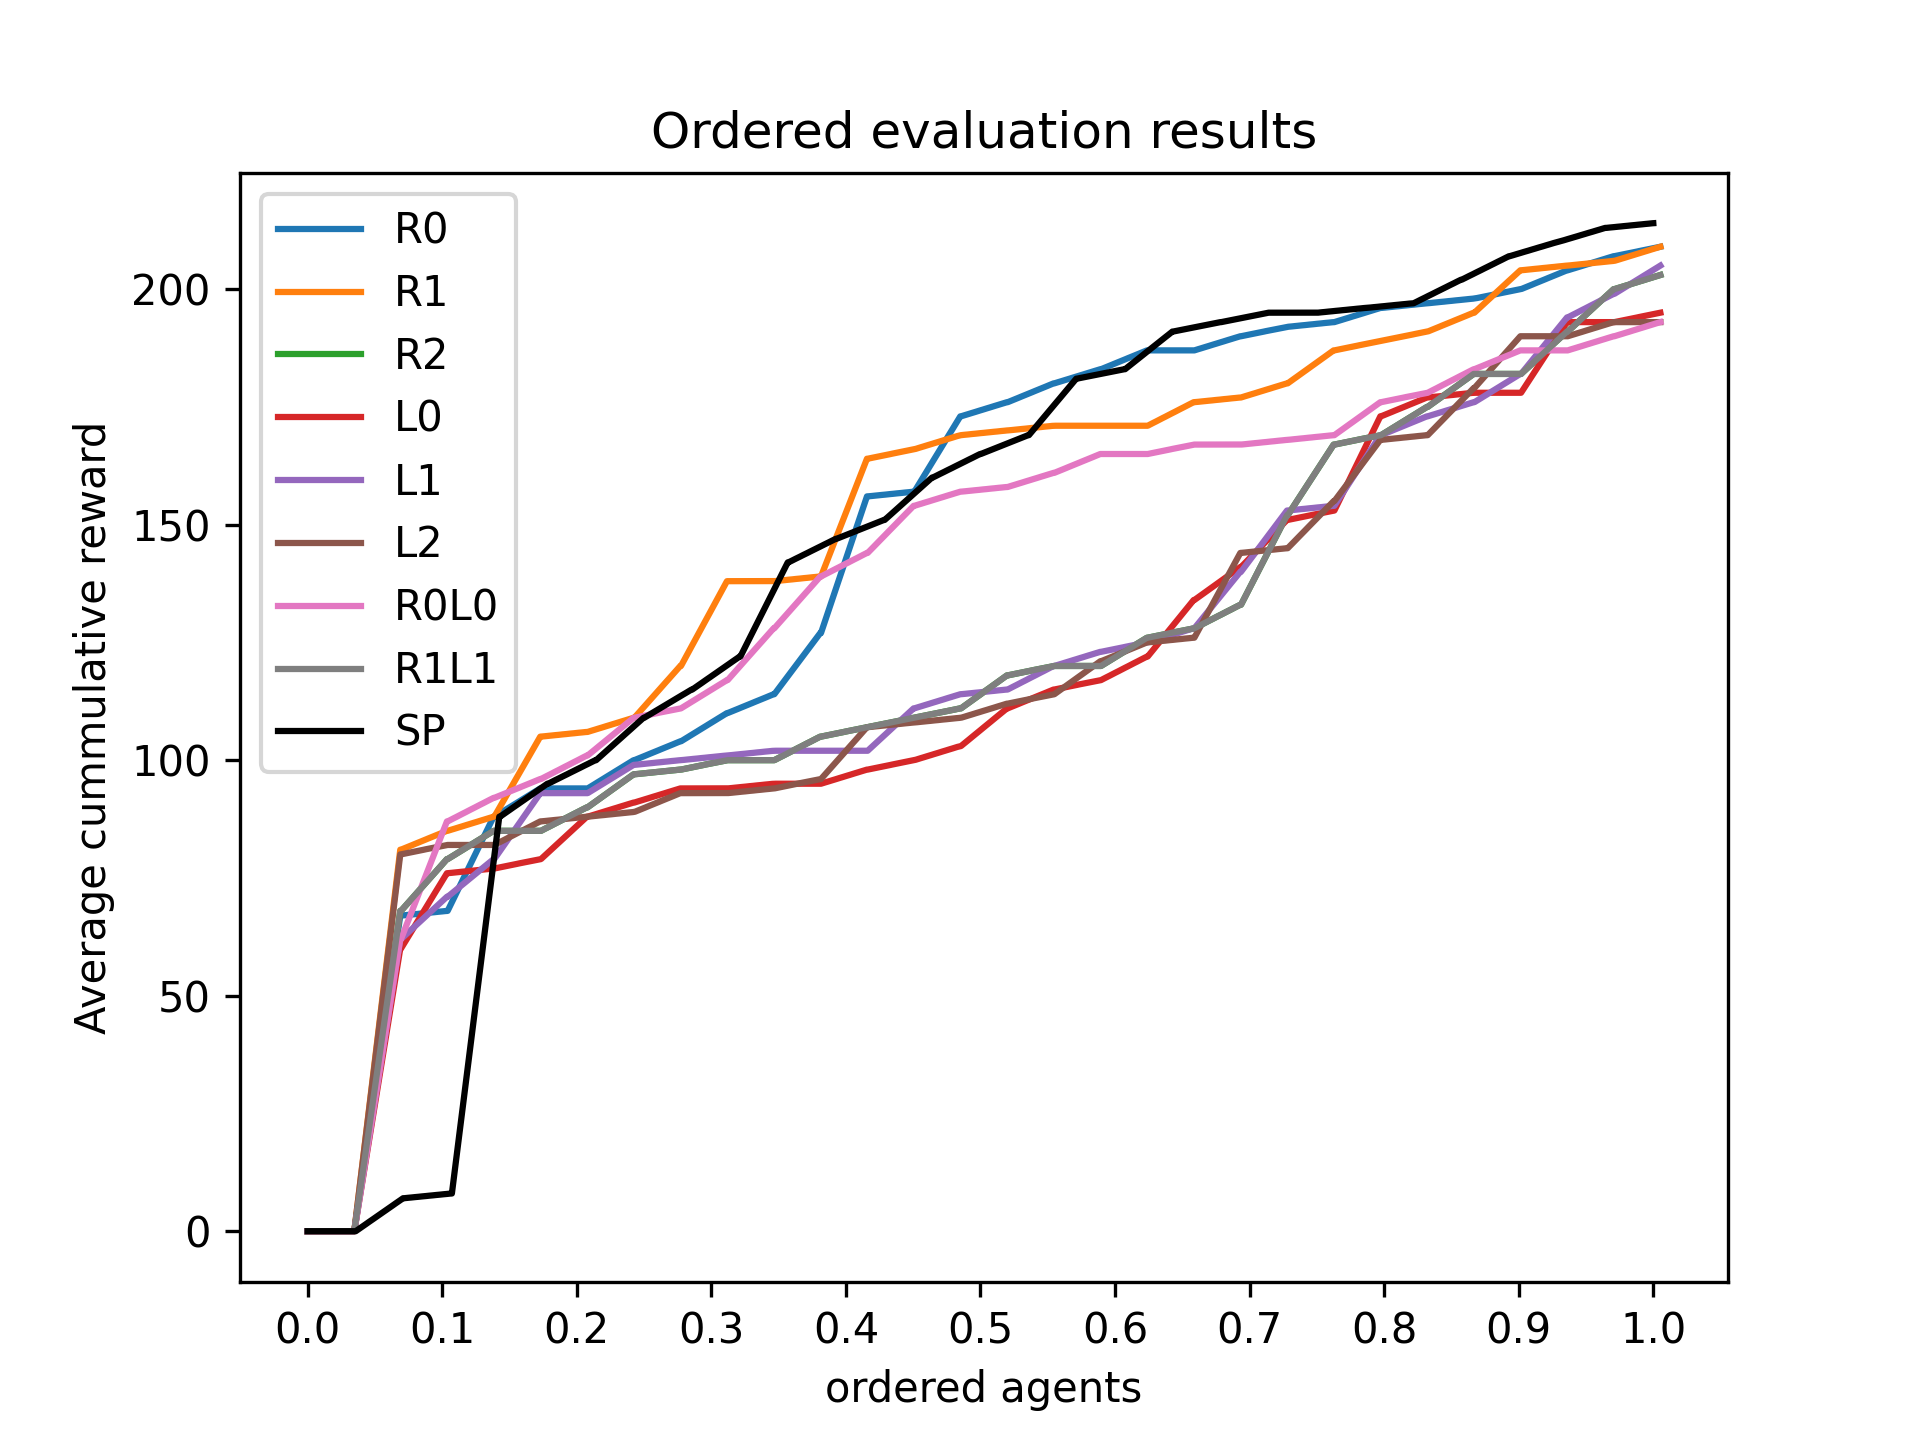 Ordered evaluation results
R0
R1
R2
L0
L1
L2
R0L0
R1L1
SP
Average cummulative reward
200
150
100
50
0
0.0 0.1 0.2 0.3 0.4 0.5 0.6 0.7 0.8 0.9 1.0
ordered agents